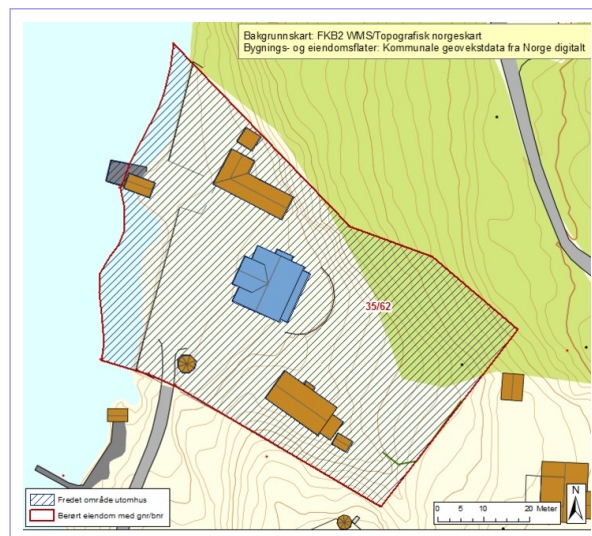 Bakgrunnskart: FKB2 WMS/Topografisk norgeskart
Bygnings- og eiendomsflater: Kommunale geovekstdata fra Norge digitalt
35/62
Fredet område utomhus
Berørt eiendom med gnr/bnr
0 5 10 20 Meter
N